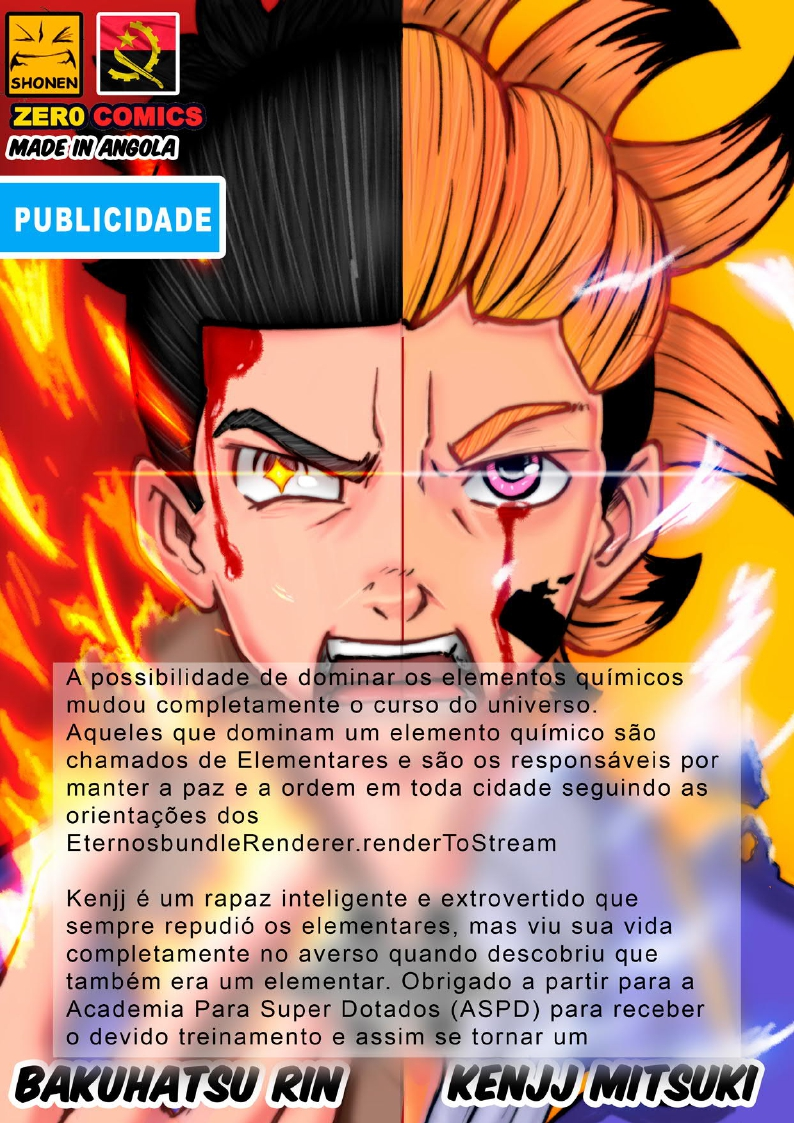 SHONEN
ZERO COMICS
MADE IN ANGOLA
PUBLICIDADE
A possibilidade de dominar os elementos químicos
mudou completamente o curso do universo.
Aqueles que dominam um elemento químico são
chamados de Elementares e são os responsáveis por
manter a paz e a ordem em toda cidade seguindo as
orientações dos
EternosbundleRenderer.renderToStream
Kenjj é um rapaz inteligente e extrovertido que
sempre repudió os elementares, mas viu sua vida
completamente no averso quando descobriu que
também era um elementar. Obrigado a partir para a
Academia Para Super Dotados (ASPD) para receber
o devido treinamento e assim se tornar um
BAKUHATSU RIN
KENJJ MITSUKI